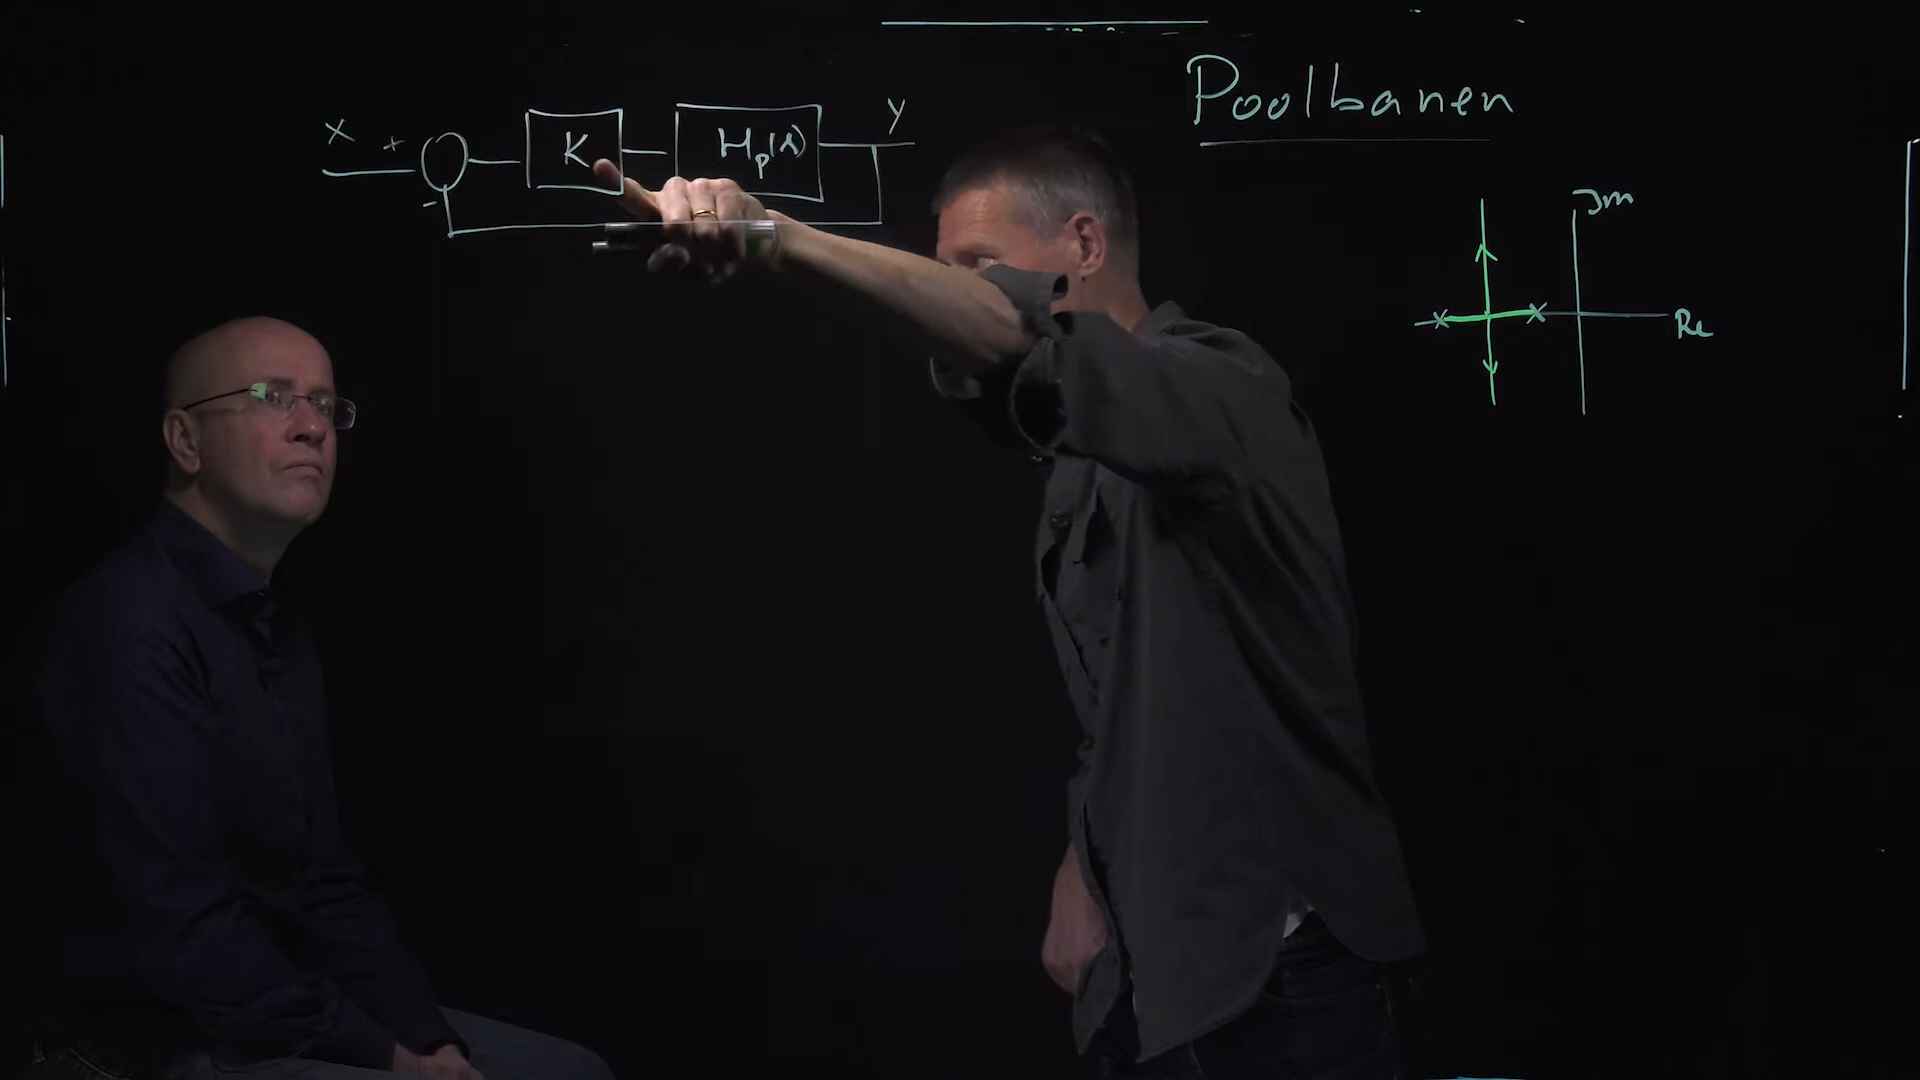 Poolbanen
x + K Hp(s) y
-
Im
Re